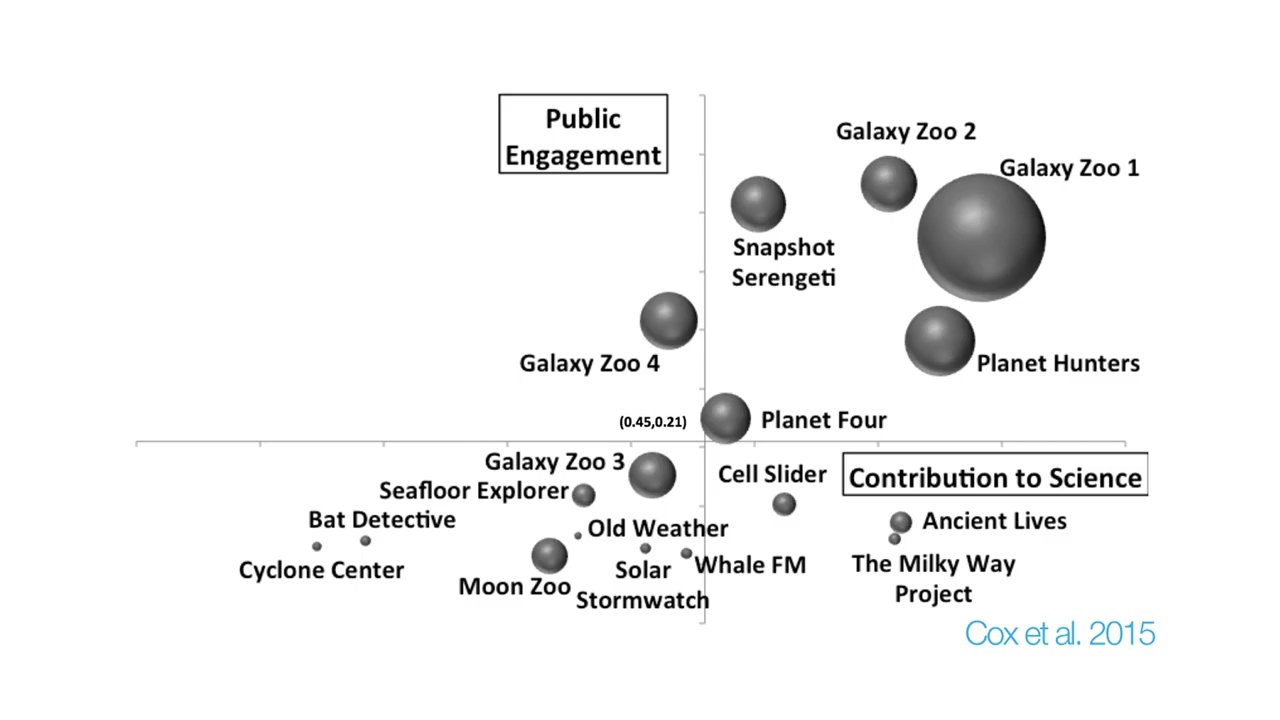 Public
Engagement
Galaxy Zoo 2
Galaxy Zoo 1
Snapshot
Serengeti
Galaxy Zoo 4
Planet Hunters
(0.45,0.21)
Planet Four
Galaxy Zoo 3
Cell Slider
Contribution to Science
Seafloor Explorer
Bat Detective
Old Weather
Ancient Lives
Cyclone Center
Moon Zoo
Solar
Stormwatch
Whale FM
The Milky Way
Project
Cox et al. 2015